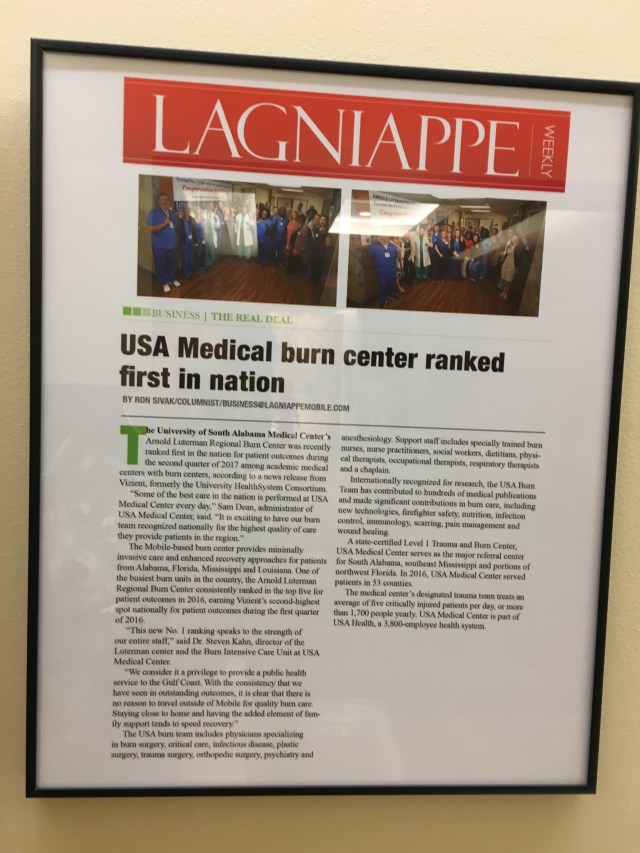 LAGNIAPPE
WEEKLY
Congratulations
BUSINESS | THE REAL DEAL
USA Medical burn center ranked
first in nation
BY RON SIVAK/COLUMNIST/BUSINESS@LAGNIAPPEMOBILE.COM
The University of South Alabama Medical Center's
Arnold Luterman Regional Burn Center was recently
ranked first in the nation for patient outcomes during
the second quarter of 2017 among academic medical
centers with burn centers, according to a news release from
Vizient, formerly the University HealthSystem Consortium.
"Some of the best care in the nation is performed at USA
Medical Center every day," Sam Dean, administrator of
USA Medical Center, said. "It is exciting to have our burn
team recognized nationally for the highest quality of care
they provide patients in the region."
The Mobile-based burn center provides minimally
invasive care and enhanced recovery approaches for patients
from Alabama, Florida, Mississippi and Louisiana. One of
the busiest burn units in the country, the Arnold Luterman
Regional Burn Center consistently ranked in the top five for
patient outcomes in 2016, earning Vizient's second-highest
spot nationally for patient outcomes during the first quarter
of 2016.
"This new No. 1 ranking speaks to the strength of
our entire staff," said Dr. Steven Kahn, director of the
Luterman center and the Burn Intensive Care Unit at USA
Medical Center.
"We consider it a privilege to provide a public health
service to the Gulf Coast. With the consistency that we
have seen in outstanding outcomes, it is clear that there is
no reason to travel outside of Mobile for quality burn care.
Staying close to home and having the added element of fam-
ily support tends to speed recovery."
The USA burn team includes physicians specializing
in burn surgery, critical care, infectious disease, plastic
surgery, trauma surgery, orthopedic surgery, psychiatry and
anesthesiology. Support staff includes specially trained burn
nurses, nurse practitioners, social workers, dietitians, physi-
cal therapists, occupational therapists, respiratory therapists
and a chaplain.
Internationally recognized for research, the USA Burn
Team has contributed to hundreds of medical publications
and made significant contributions in burn care, including
new technologies, firefighter safety, nutrition, infection
control, immunology, scarring, pain management and
wound healing.
A state-certified Level 1 Trauma and Burn Center,
USA Medical Center serves as the major referral center
for South Alabama, southeast Mississippi and portions of
northwest Florida. In 2016, USA Medical Center served
patients in 53 counties.
The medical center's designated trauma team treats an
average of five critically injured patients per day, or more
than 1,700 people yearly. USA Medical Center is part of
USA Health, a 3,800-employee health system.